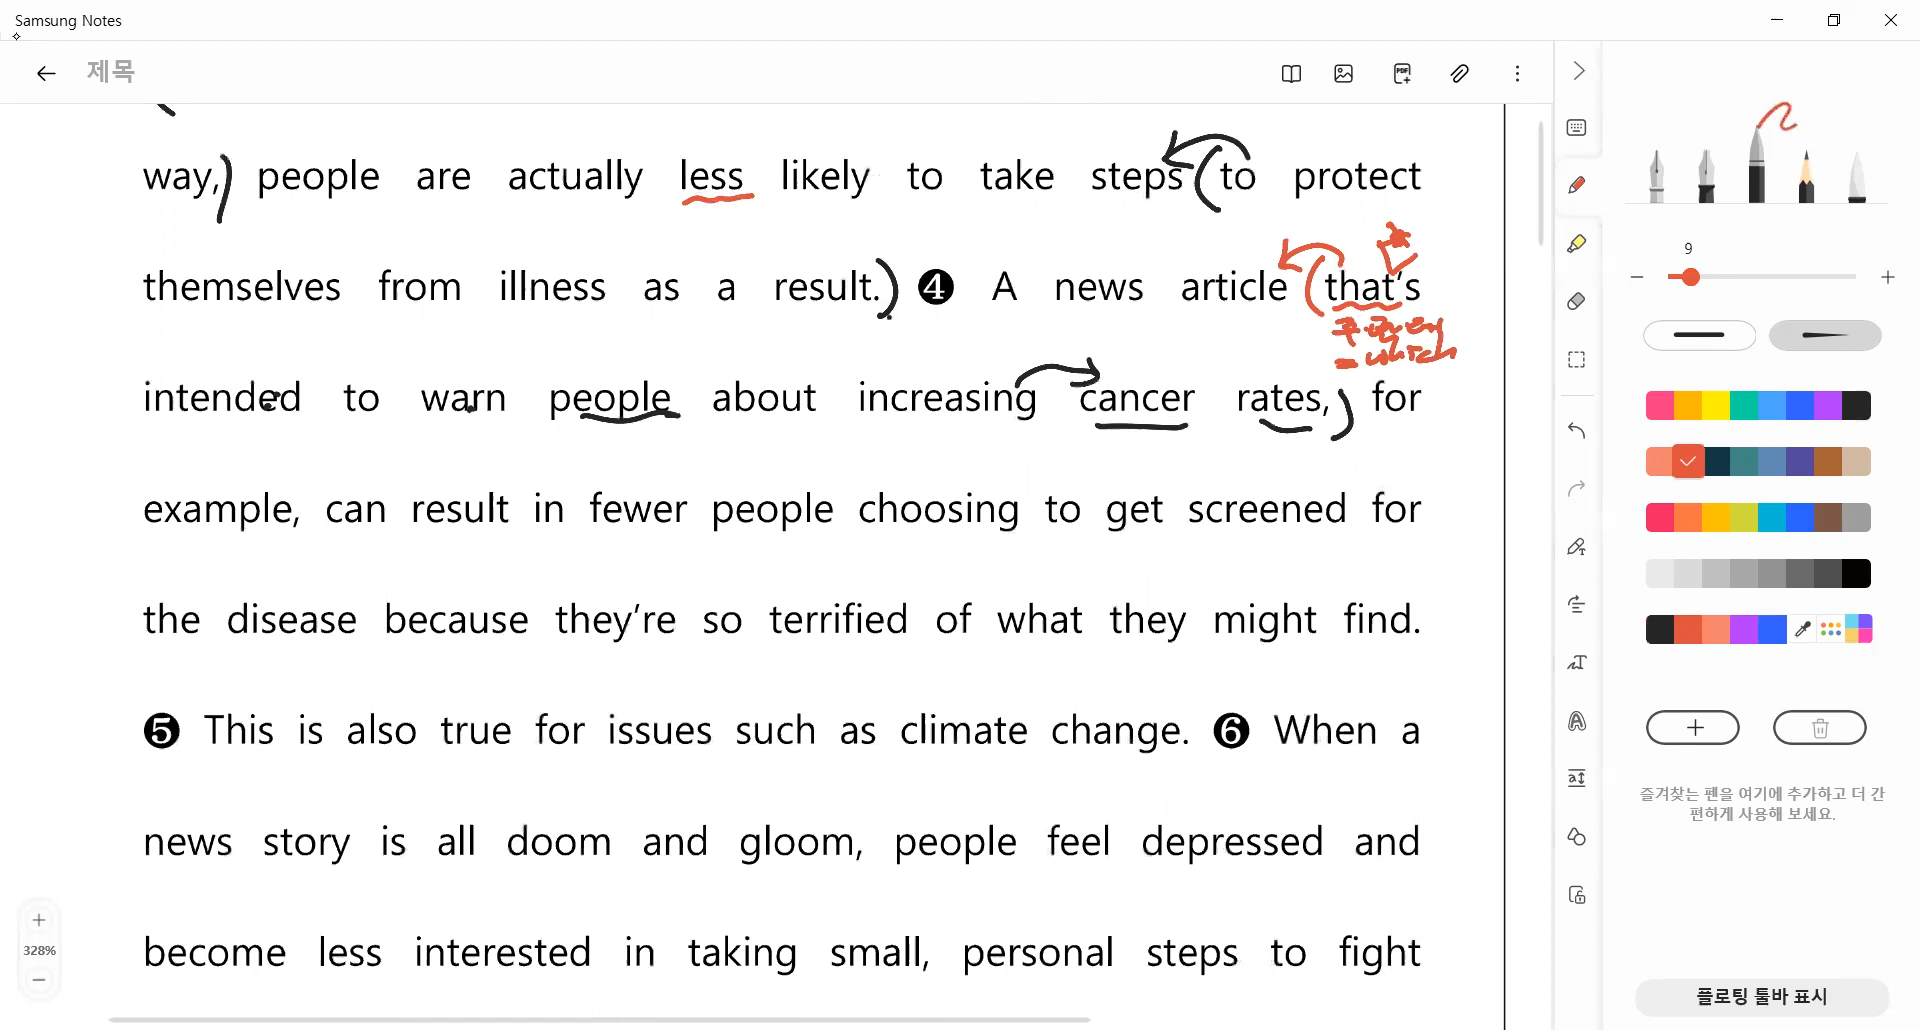 Samsung Notes
제목
way, people are actually less likely to take steps to protect
themselves from illness as a result. ❹ A news article that's
= which
intended to warn people about increasing cancer rates, for
example, can result in fewer people choosing to get screened for
the disease because they're so terrified of what they might find.
❺ This is also true for issues such as climate change. ❻ When a
news story is all doom and gloom, people feel depressed and
become less interested in taking small, personal steps to fight
328%
9
즐겨찾는 펜을 여기에 추가하고 더 간
편하게 사용해 보세요.
플로팅 툴바 표시